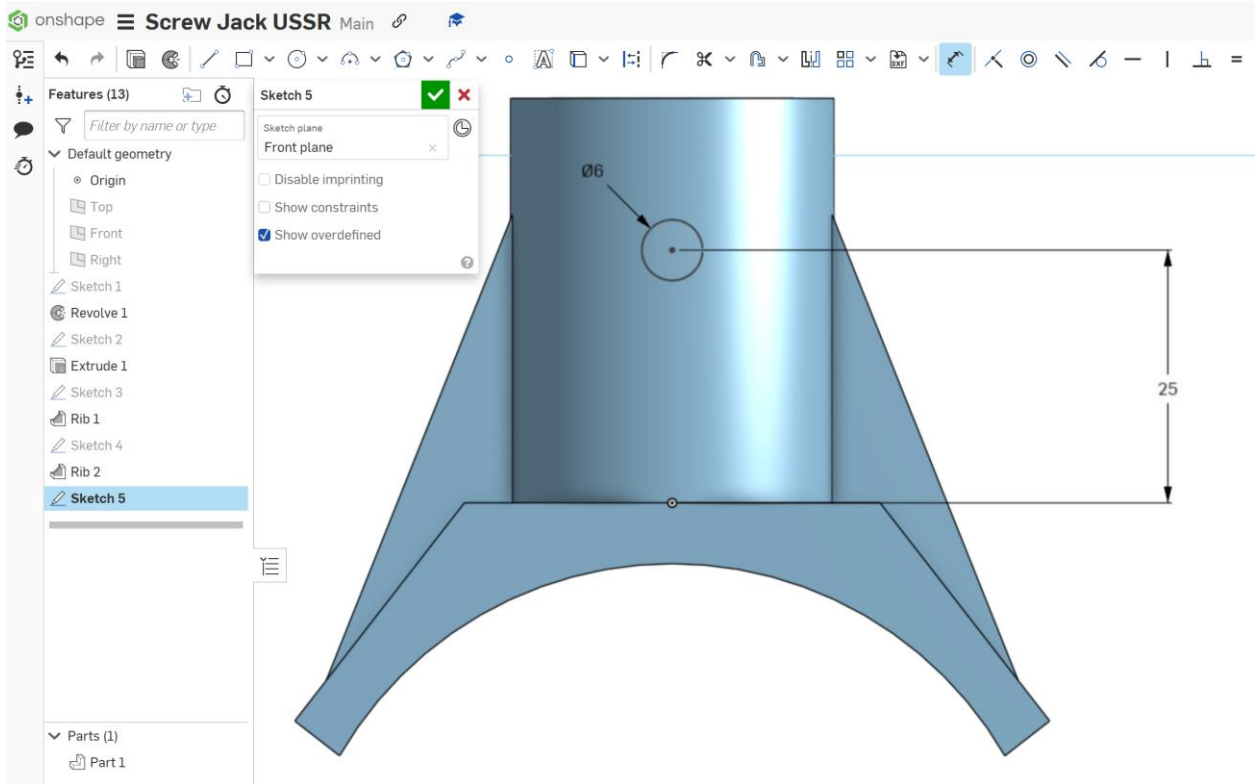 onshape Screw Jack USSR Main
Features (13)
Filter by name or type
Default geometry
Origin
Top
Front
Right
Sketch 1
Revolve 1
Sketch 2
Extrude 1
Sketch 3
Rib 1
Sketch 4
Rib 2
Sketch 5
Parts (1)
Part 1
Sketch 5
Sketch plane
Front plane
Disable imprinting
Show constraints
Show overdefined
Ø6
25